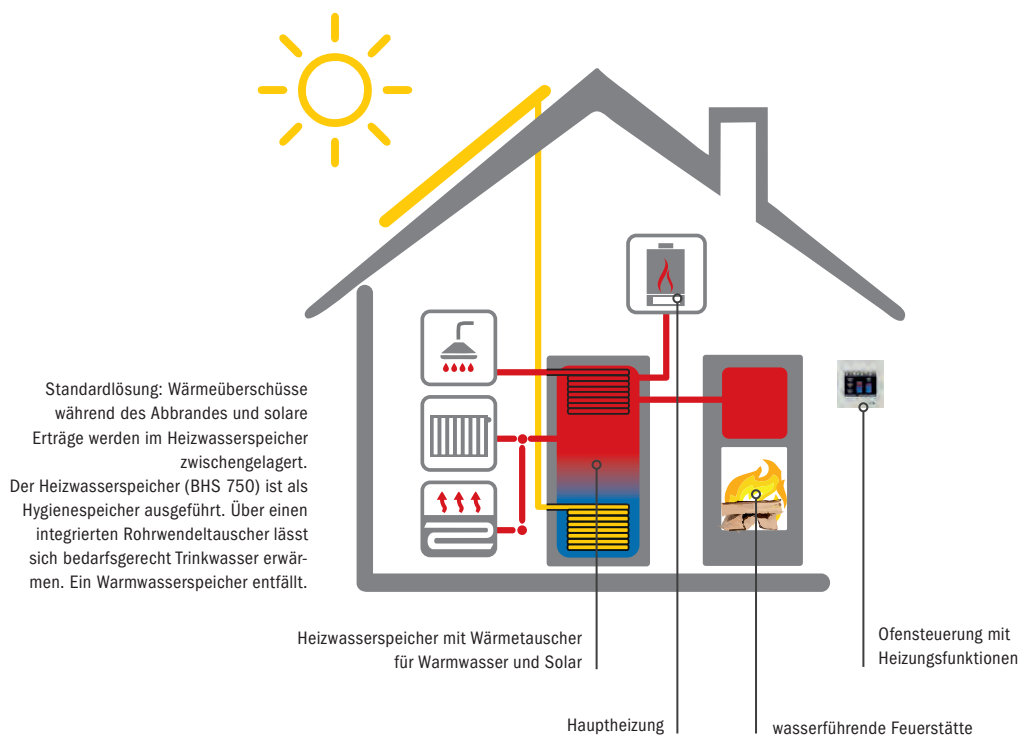 Standardlösung: Wärmeüberschüsse
während des Abbrandes und solare
Erträge werden im Heizwasserspeicher
zwischengelagert.
Der Heizwasserspeicher (BHS 750) ist als
Hygienespeicher ausgeführt. Über einen
integrierten Rohrwendeltauscher lässt
sich bedarfsgerecht Trinkwasser erwär-
men. Ein Warmwasserspeicher entfällt.
Heizwasserspeicher mit Wärmetauscher
für Warmwasser und Solar
Ofensteuerung mit
Heizungsfunktionen
Hauptheizung
wasserführende Feuerstätte